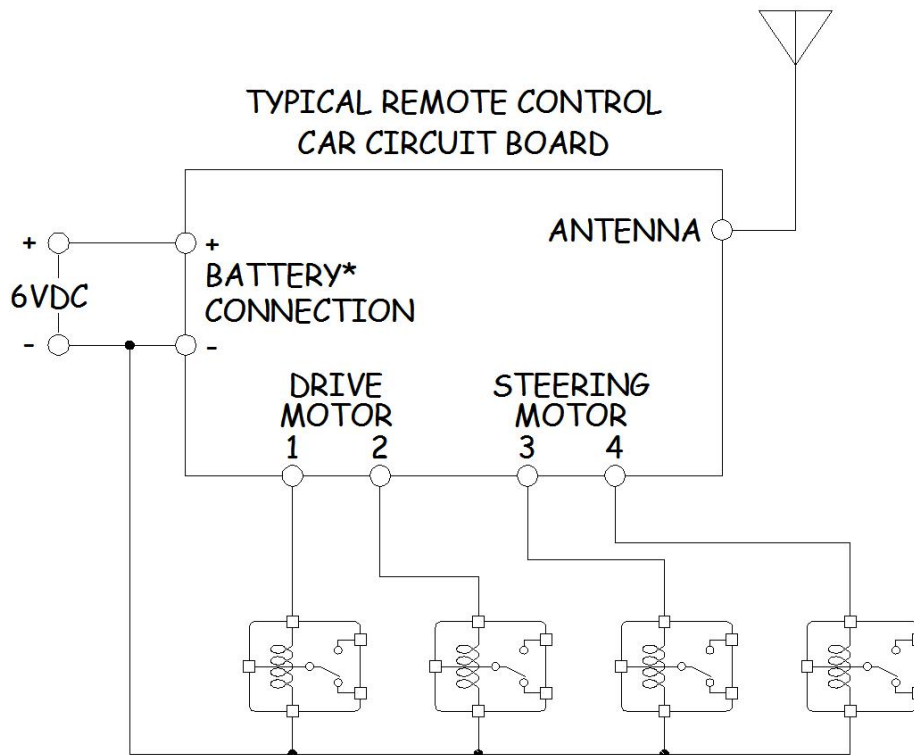 TYPICAL REMOTE CONTROL
CAR CIRCUIT BOARD
ANTENNA
+ +
BATTERY*
6VDC
CONNECTION
- -
DRIVE
MOTOR
1 2
STEERING
MOTOR
3 4